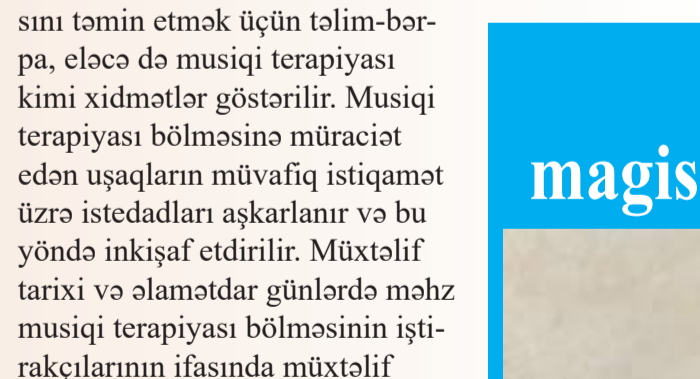 sını təmin etmək üçün təlim-bər-
pa, eləcə də musiqi terapiyası
kimi xidmətlər göstərilir. Musiqi
terapiyası bölməsinə müraciət
edən uşaqların müvafiq istiqamət
üzrə istedadları aşkarlanır və bu
yöndə inkişaf etdirilir. Müxtəlif
tarixi və əlamətdar günlərdə məhz
musiqi terapiyası bölməsinin işti-
rakçılarının ifasında müxtəlif
magis